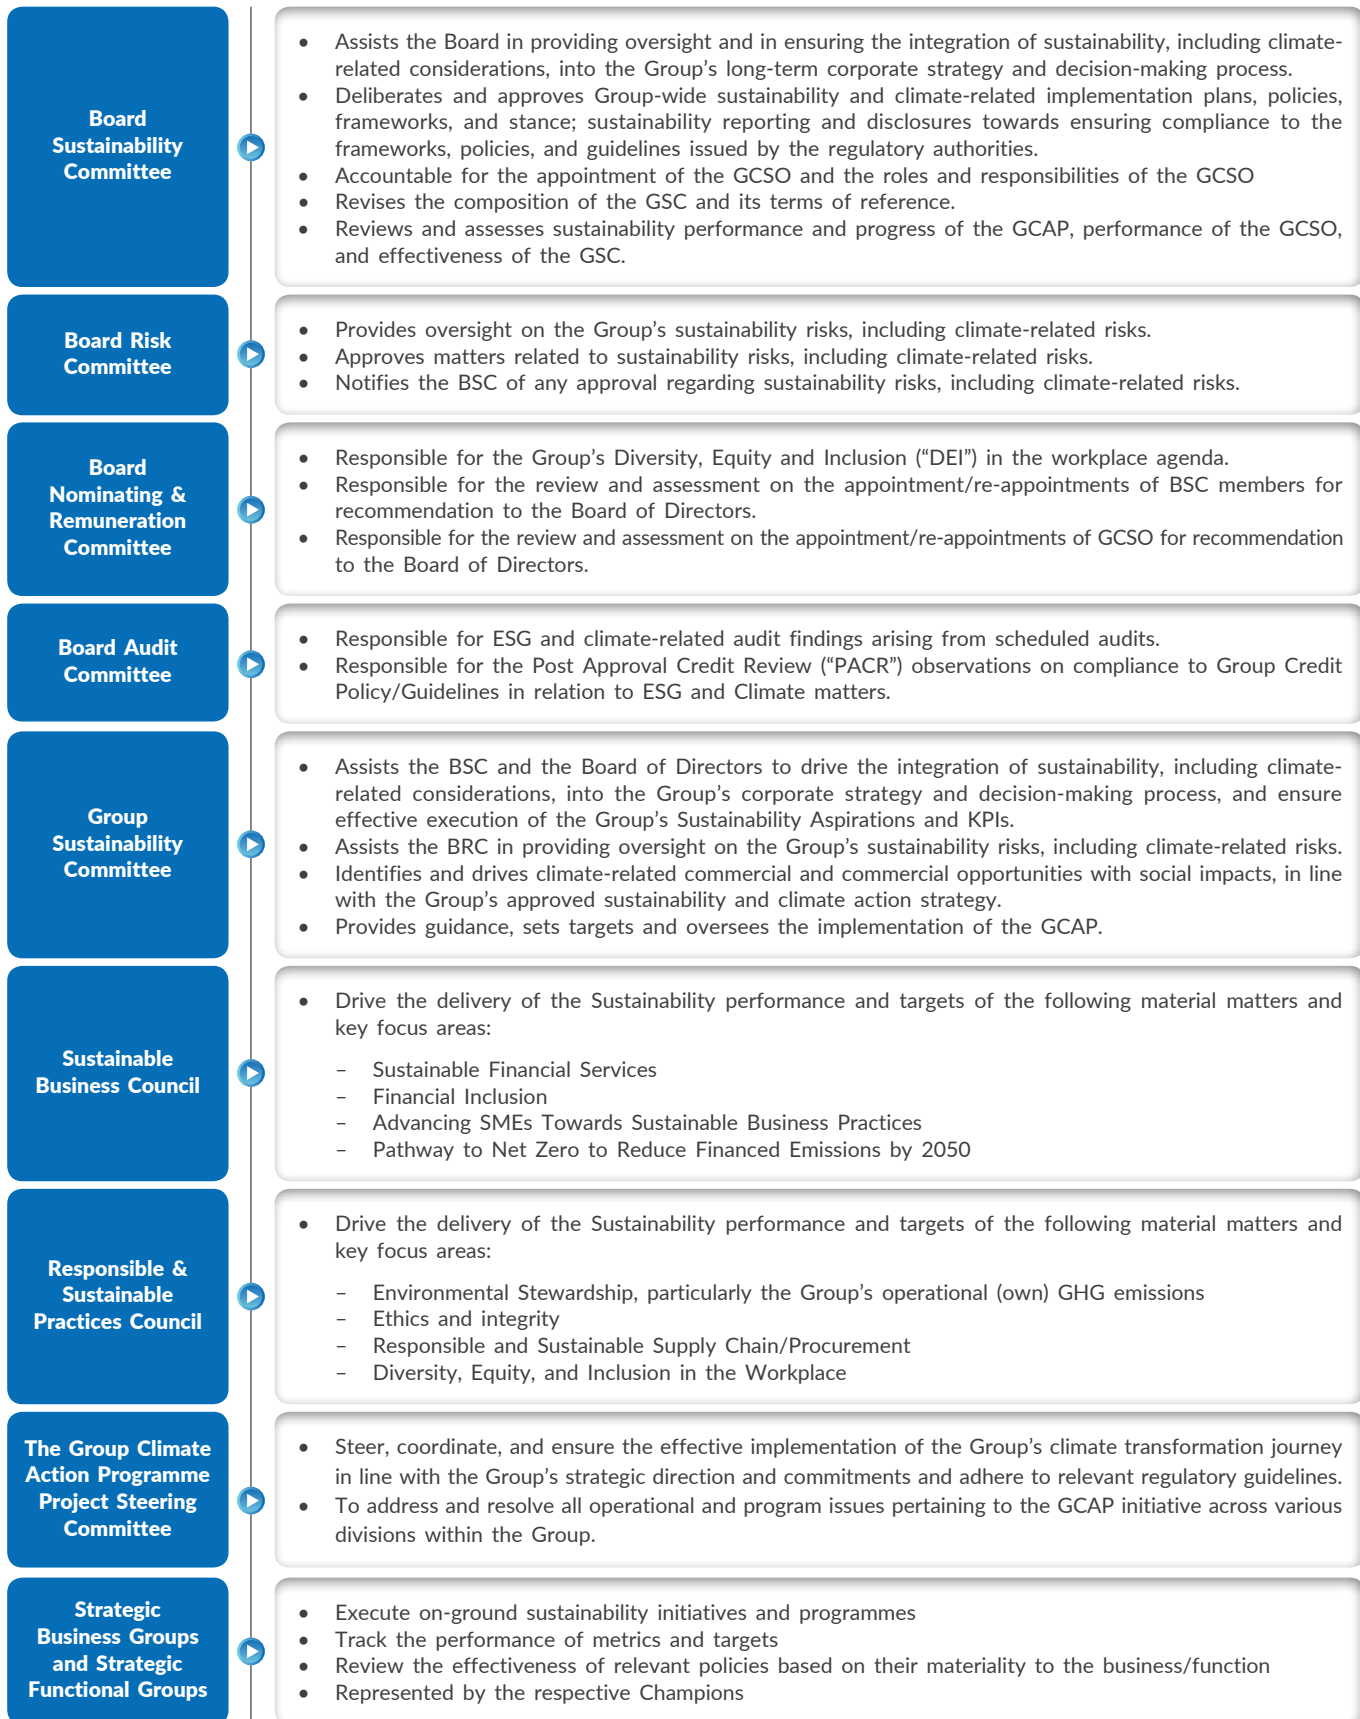 Board
Sustainability
Committee
• Assists the Board in providing oversight and in ensuring the integration of sustainability, including climate-
related considerations, into the Group's long-term corporate strategy and decision-making process.
• Deliberates and approves Group-wide sustainability and climate-related implementation plans, policies,
frameworks, and stance; sustainability reporting and disclosures towards ensuring compliance to the
frameworks, policies, and guidelines issued by the regulatory authorities.
• Accountable for the appointment of the GCSO and the roles and responsibilities of the GCSO
• Revises the composition of the GSC and its terms of reference.
• Reviews and assesses sustainability performance and progress of the GCAP, performance of the GCSO,
and effectiveness of the GSC.
Board Risk
Committee
• Provides oversight on the Group's sustainability risks, including climate-related risks.
• Approves matters related to sustainability risks, including climate-related risks.
• Notifies the BSC of any approval regarding sustainability risks, including climate-related risks.
Board
Nominating &
Remuneration
Committee
• Responsible for the Group's Diversity, Equity and Inclusion (“DEI”) in the workplace agenda.
• Responsible for the review and assessment on the appointment/re-appointments of BSC members for
recommendation to the Board of Directors.
• Responsible for the review and assessment on the appointment/re-appointments of GCSO for recommendation
to the Board of Directors.
Board Audit
Committee
• Responsible for ESG and climate-related audit findings arising from scheduled audits.
• Responsible for the Post Approval Credit Review (“PACR”) observations on compliance to Group Credit
Policy/Guidelines in relation to ESG and Climate matters.
Group
Sustainability
Committee
• Assists the BSC and the Board of Directors to drive the integration of sustainability, including climate-
related considerations, into the Group's corporate strategy and decision-making process, and ensure
effective execution of the Group's Sustainability Aspirations and KPIs.
• Assists the BRC in providing oversight on the Group's sustainability risks, including climate-related risks.
• Identifies and drives climate-related commercial and commercial opportunities with social impacts, in line
with the Group's approved sustainability and climate action strategy.
• Provides guidance, sets targets and oversees the implementation of the GCAP.
Sustainable
Business Council
• Drive the delivery of the Sustainability performance and targets of the following material matters and
key focus areas:
– Sustainable Financial Services
– Financial Inclusion
– Advancing SMEs Towards Sustainable Business Practices
– Pathway to Net Zero to Reduce Financed Emissions by 2050
Responsible &
Sustainable
Practices Council
• Drive the delivery of the Sustainability performance and targets of the following material matters and
key focus areas:
– Environmental Stewardship, particularly the Group's operational (own) GHG emissions
– Ethics and integrity
– Responsible and Sustainable Supply Chain/Procurement
– Diversity, Equity, and Inclusion in the Workplace
The Group Climate
Action Programme
Project Steering
Committee
• Steer, coordinate, and ensure the effective implementation of the Group's climate transformation journey
in line with the Group's strategic direction and commitments and adhere to relevant regulatory guidelines.
• To address and resolve all operational and program issues pertaining to the GCAP initiative across various
divisions within the Group.
Strategic
Business Groups
and Strategic
Functional Groups
• Execute on-ground sustainability initiatives and programmes
• Track the performance of metrics and targets
• Review the effectiveness of relevant policies based on their materiality to the business/function
• Represented by the respective Champions